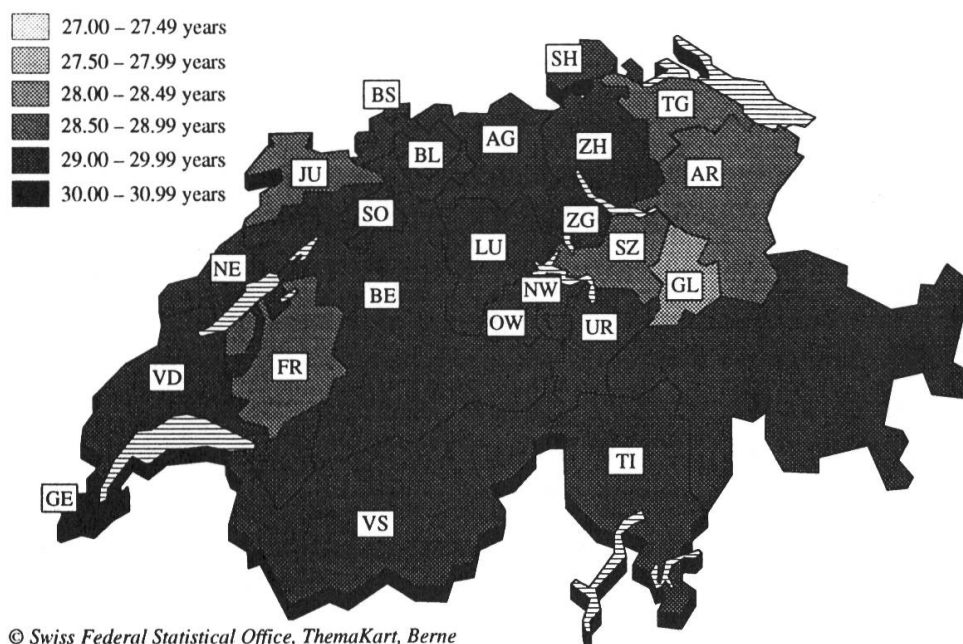 27.00 – 27.49 years
27.50 – 27.99 years
28.00 – 28.49 years
28.50 – 28.99 years
29.00 – 29.99 years
30.00 – 30.99 years
SH
BS
TG
AG
ZH
BL
JU
AR
SO
ZG
LU
SZ
NE
GL
NW
BE
OW
UR
FR
VD
TI
GE
VS
© Swiss Federal Statistical Office, ThemaKart, Berne